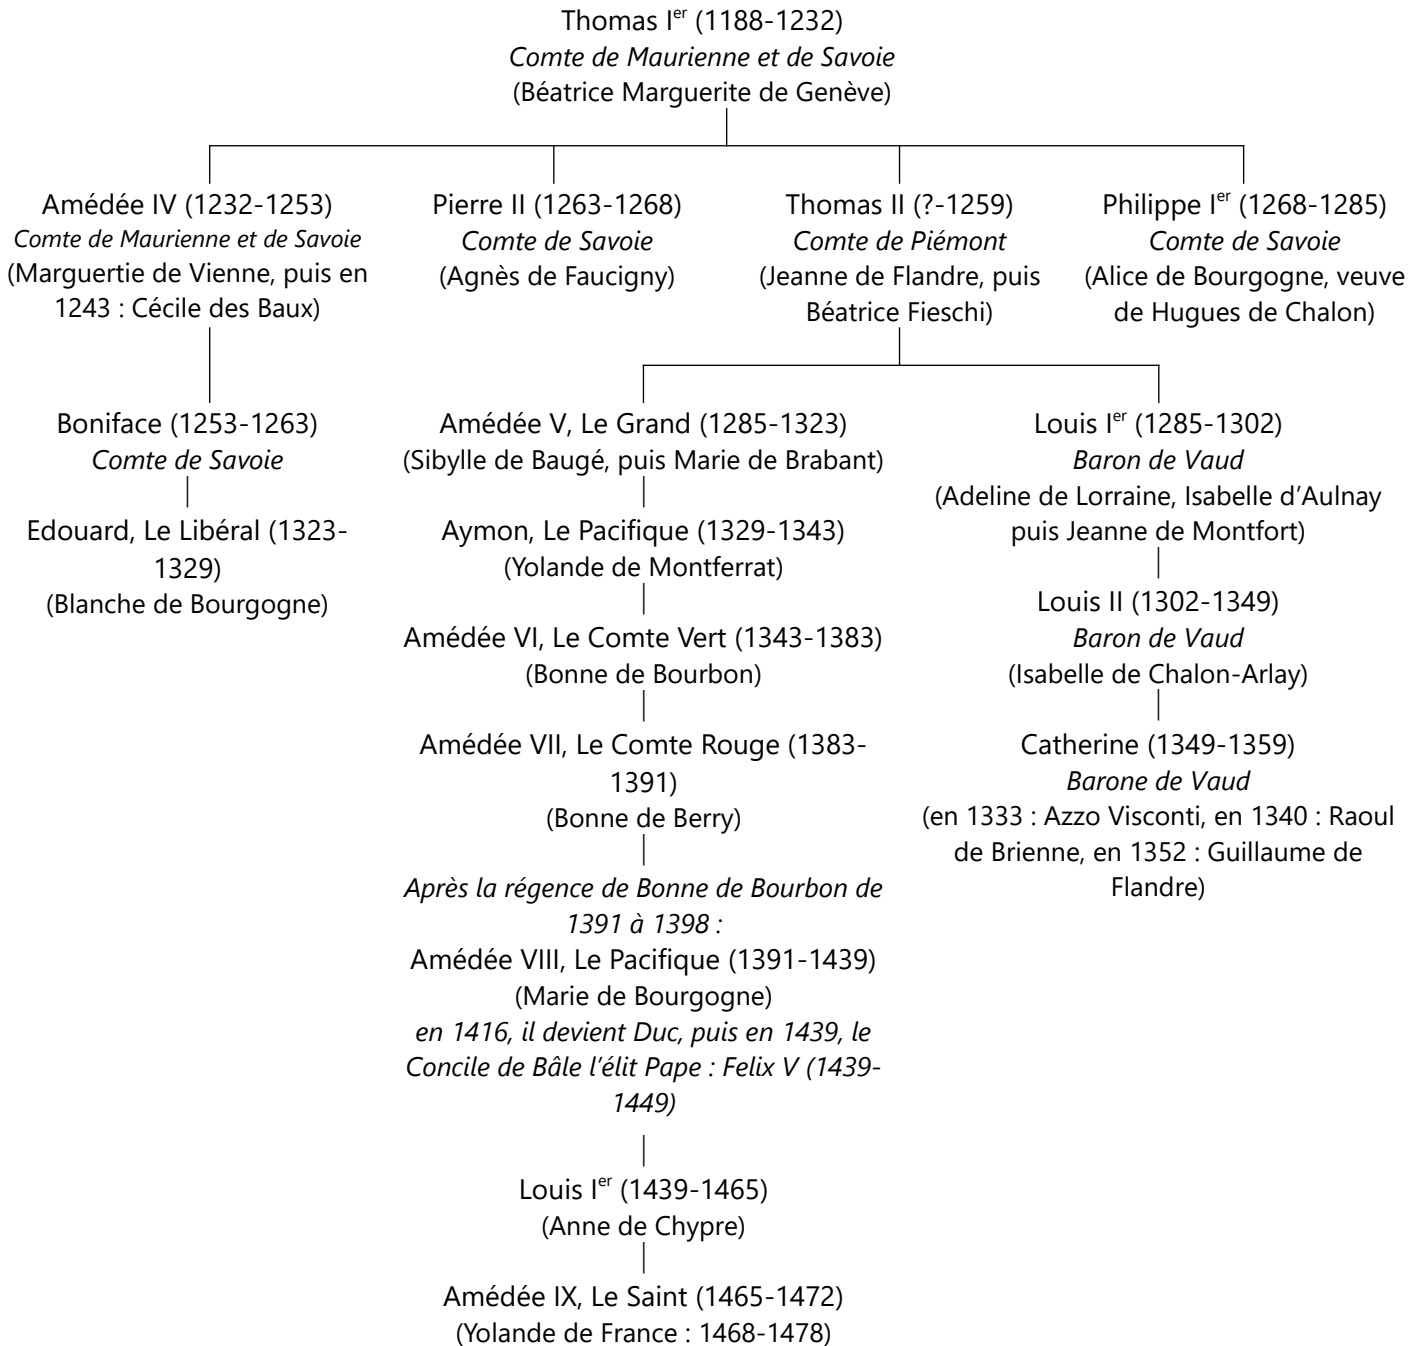 Thomas Ier (1188-1232)
Comte de Maurienne et de Savoie
(Béatrice Marguerite de Genève)
Amédée IV (1232-1253)
Comte de Maurienne et de Savoie
(Marguertie de Vienne, puis en
1243 : Cécile des Baux)
Pierre II (1263-1268)
Comte de Savoie
(Agnès de Faucigny)
Thomas II (?-1259)
Comte de Piémont
(Jeanne de Flandre, puis
Béatrice Fieschi)
Philippe Ier (1268-1285)
Comte de Savoie
(Alice de Bourgogne, veuve
de Hugues de Chalon)
Boniface (1253-1263)
Comte de Savoie
Edouard, Le Libéral (1323-
1329)
(Blanche de Bourgogne)
Amédée V, Le Grand (1285-1323)
(Sibylle de Baugé, puis Marie de Brabant)
Aymon, Le Pacifique (1329-1343)
(Yolande de Montferrat)
Amédée VI, Le Comte Vert (1343-1383)
(Bonne de Bourbon)
Amédée VII, Le Comte Rouge (1383-
1391)
(Bonne de Berry)
Après la régence de Bonne de Bourbon de
1391 à 1398 :
Amédée VIII, Le Pacifique (1391-1439)
(Marie de Bourgogne)
en 1416, il devient Duc, puis en 1439, le
Concile de Bâle l'élit Pape : Felix V (1439-
1449)
Louis Ier (1439-1465)
(Anne de Chypre)
Amédée IX, Le Saint (1465-1472)
(Yolande de France : 1468-1478)
Louis Ier (1285-1302)
Baron de Vaud
(Adeline de Lorraine, Isabelle d'Aulnay
puis Jeanne de Montfort)
Louis II (1302-1349)
Baron de Vaud
(Isabelle de Chalon-Arlay)
Catherine (1349-1359)
Barone de Vaud
(en 1333 : Azzo Visconti, en 1340 : Raoul
de Brienne, en 1352 : Guillaume de
Flandre)